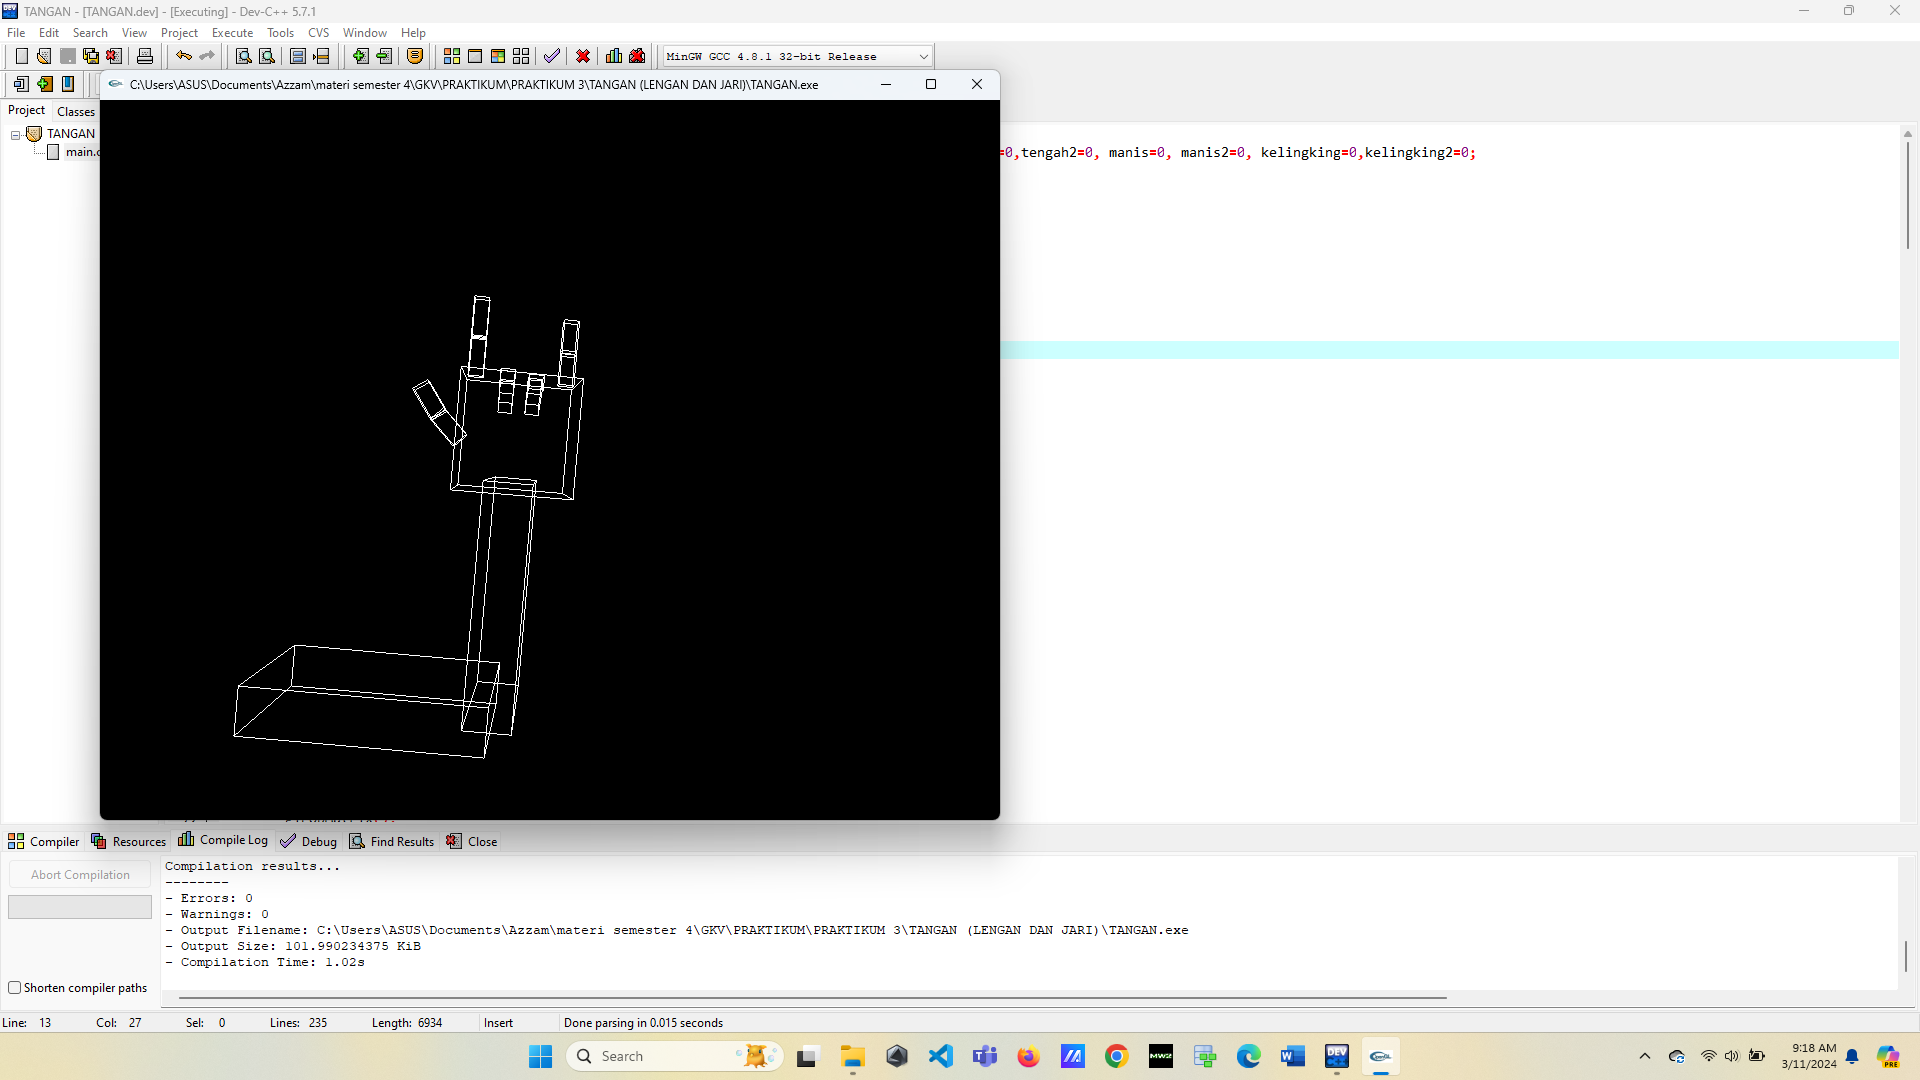 TANGAN - [TANGAN.dev] - [Executing] - Dev-C++ 5.7.1
File Edit Search View Project Execute Tools CVS Window Help
MinGW GCC 4.8.1 32-bit Release
C:\Users\ASUS\Documents\Azzam\materi semester 4\GKV\PRAKTIKUM\PRAKTIKUM 3\TANGAN (LENGAN DAN JARI)\TANGAN.exe
Project Classes
TANGAN
main.c
=0,tengah2=0, manis=0, manis2=0, kelingking=0,kelingking2=0;
Compiler Resources Compile Log Debug Find Results Close
Abort Compilation
Compilation results...
--------
- Errors: 0
- Warnings: 0
- Output Filename: C:\Users\ASUS\Documents\Azzam\materi semester 4\GKV\PRAKTIKUM\PRAKTIKUM 3\TANGAN (LENGAN DAN JARI)\TANGAN.exe
- Output Size: 101.990234375 KiB
- Compilation Time: 1.02s
Shorten compiler paths
Line: 13 Col: 27 Sel: 0 Lines: 235 Length: 6934 Insert Done parsing in 0.015 seconds
Search
9:18 AM
3/11/2024